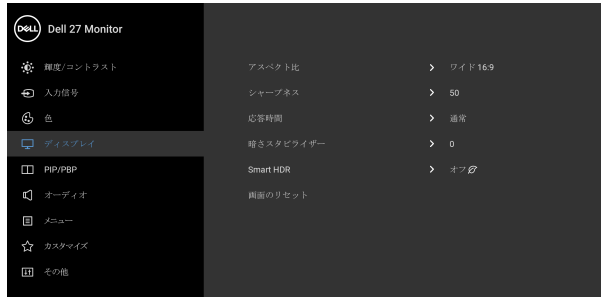 DELL Dell 27 Monitor
輝度/コントラスト
入力信号
色
ディスプレイ
PIP/PBP
オーディオ
メニュー
カスタマイズ
その他
アスペクト比 ワイド 16:9
シャープネス 50
応答時間 通常
暗さスタビライザー 0
Smart HDR オフ
画面のリセット